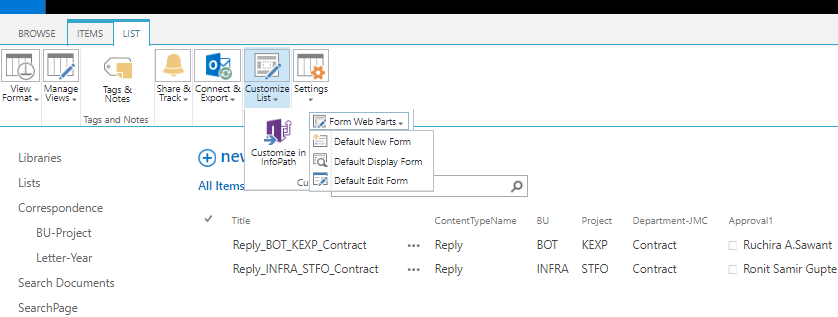 BROWSE ITEMS LIST
View Format Manage Views Tags & Notes Share & Track Connect & Export Customize List Settings
Tags and Notes
Customize in InfoPath
Form Web Parts
Default New Form
Default Display Form
Default Edit Form
Cu
Libraries
Lists
Correspondence
BU-Project
Letter-Year
Search Documents
SearchPage
new
All Items
Title ContentTypeName BU Project Department-JMC Approval1
Reply_BOT_KEXP_Contract ... Reply BOT KEXP Contract Ruchira A.Sawant
Reply_INFRA_STFO_Contract ... Reply INFRA STFO Contract Ronit Samir Gupte